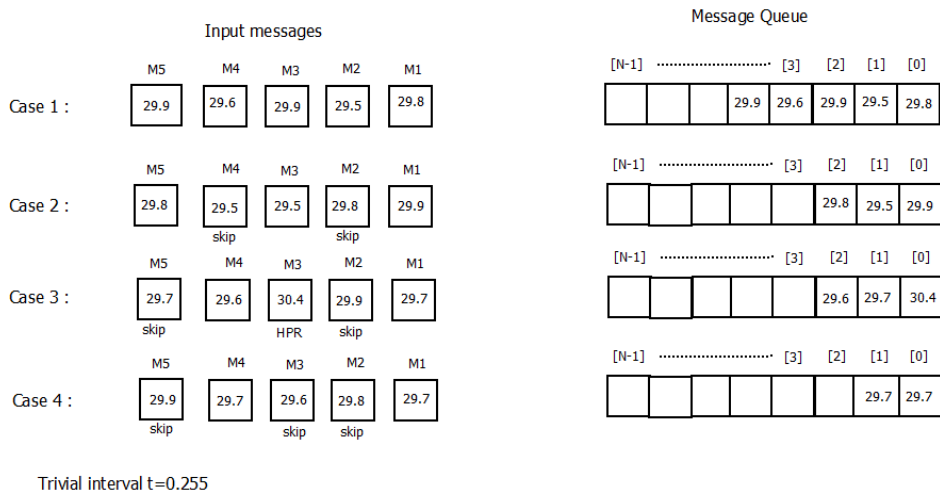 Input messages
Message Queue
M5 M4 M3 M2 M1
[N-1] ........................ [3] [2] [1] [0]
Case 1 : 29.9 29.6 29.9 29.5 29.8
29.9 29.6 29.9 29.5 29.8
M5 M4 M3 M2 M1
[N-1] ........................ [3] [2] [1] [0]
Case 2 : 29.8 29.5 29.5 29.8 29.9
29.8 29.5 29.9
skip skip
M5 M4 M3 M2 M1
[N-1] ........................ [3] [2] [1] [0]
Case 3 : 29.7 29.6 30.4 29.9 29.7
29.6 29.7 30.4
skip HPR skip
M5 M4 M3 M2 M1
[N-1] ........................ [3] [2] [1] [0]
Case 4 : 29.9 29.7 29.6 29.8 29.7
29.7 29.7
skip skip skip
Trivial interval t=0.255